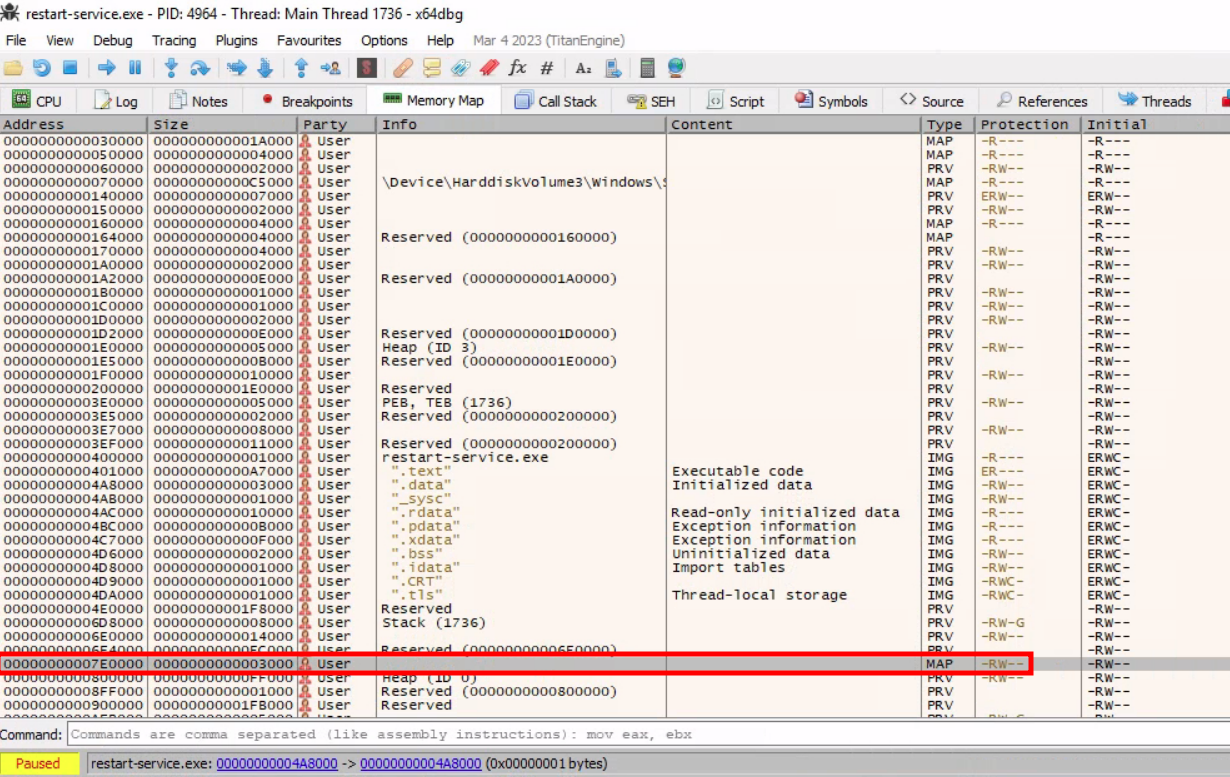 restart-service.exe - PID: 4964 - Thread: Main Thread 1736 - x64dbg
File View Debug Tracing Plugins Favourites Options Help Mar 4 2023 (TitanEngine)
CPU Log Notes Breakpoints Memory Map Call Stack SEH Script Symbols Source References Threads
Address Size Party Info Content Type Protection Initial
0000000000030000 000000000001A000 User MAP -R--- -R---
0000000000050000 0000000000004000 User MAP -R--- -R---
0000000000060000 0000000000002000 User PRV -RW-- -RW--
0000000000070000 00000000000C5000 User \Device\HarddiskVolume3\Windows\S MAP -R--- -R---
0000000000140000 0000000000007000 User PRV ERW-- ERW--
0000000000150000 0000000000002000 User PRV -RW-- -RW--
0000000000160000 0000000000004000 User MAP -R--- -R---
0000000000164000 0000000000004000 User Reserved (0000000000160000) MAP -R---
0000000000170000 0000000000004000 User PRV -RW-- -RW--
00000000001A0000 0000000000002000 User PRV -RW-- -RW--
00000000001A2000 000000000000E000 User Reserved (00000000001A0000) PRV -RW--
00000000001B0000 0000000000001000 User PRV -RW-- -RW--
00000000001C0000 0000000000001000 User PRV -RW-- -RW--
00000000001D0000 0000000000002000 User PRV -RW-- -RW--
00000000001D2000 000000000000E000 User Reserved (00000000001D0000) PRV -RW--
00000000001E0000 0000000000005000 User Heap (ID 3) PRV -RW-- -RW--
00000000001E5000 000000000000B000 User Reserved (00000000001E0000) PRV -RW--
00000000001F0000 0000000000010000 User PRV -RW-- -RW--
0000000000200000 00000000001E0000 User Reserved PRV -RW--
00000000003E0000 0000000000005000 User PEB, TEB (1736) PRV -RW-- -RW--
00000000003E5000 0000000000002000 User Reserved (0000000000200000) PRV -RW--
00000000003E7000 0000000000008000 User PRV -RW-- -RW--
00000000003EF000 0000000000011000 User Reserved (0000000000200000) PRV -RW--
0000000000400000 0000000000001000 User restart-service.exe IMG -R--- ERWC-
0000000000401000 00000000000A7000 User ".text" Executable code IMG ER--- ERWC-
00000000004A8000 0000000000003000 User ".data" Initialized data IMG -RW-- ERWC-
00000000004AB000 0000000000001000 User "_sysc" IMG -RW-- ERWC-
00000000004AC000 0000000000010000 User ".rdata" Read-only initialized data IMG -R--- ERWC-
00000000004BC000 000000000000B000 User ".pdata" Exception information IMG -R--- ERWC-
00000000004C7000 000000000000F000 User ".xdata" Exception information IMG -R--- ERWC-
00000000004D6000 0000000000002000 User ".bss" Uninitialized data IMG -RW-- ERWC-
00000000004D8000 0000000000001000 User ".idata" Import tables IMG -RW-- ERWC-
00000000004D9000 0000000000001000 User ".CRT" IMG -RWC- ERWC-
00000000004DA000 0000000000001000 User ".tls" Thread-local storage IMG -RWC- ERWC-
00000000004E0000 00000000001F8000 User Reserved PRV -RW--
00000000006D8000 0000000000008000 User Stack (1736) PRV -RW-G -RW--
00000000006E0000 0000000000014000 User PRV -RW-- -RW--
00000000006F4000 00000000000EC000 User Reserved (00000000006E0000) PRV -RW--
00000000007E0000 0000000000003000 User MAP -RW-- -RW--
0000000000800000 00000000000FF000 User Heap (ID 0) PRV -RW-- -RW--
00000000008FF000 0000000000001000 User Reserved (0000000000800000) PRV -RW--
0000000000900000 00000000001FB000 User Reserved PRV -RW--
Command: Commands are comma separated (like assembly instructions): mov eax, ebx
Paused restart-service.exe: 00000000004A8000 -> 00000000004A8000 (0x00000001 bytes)